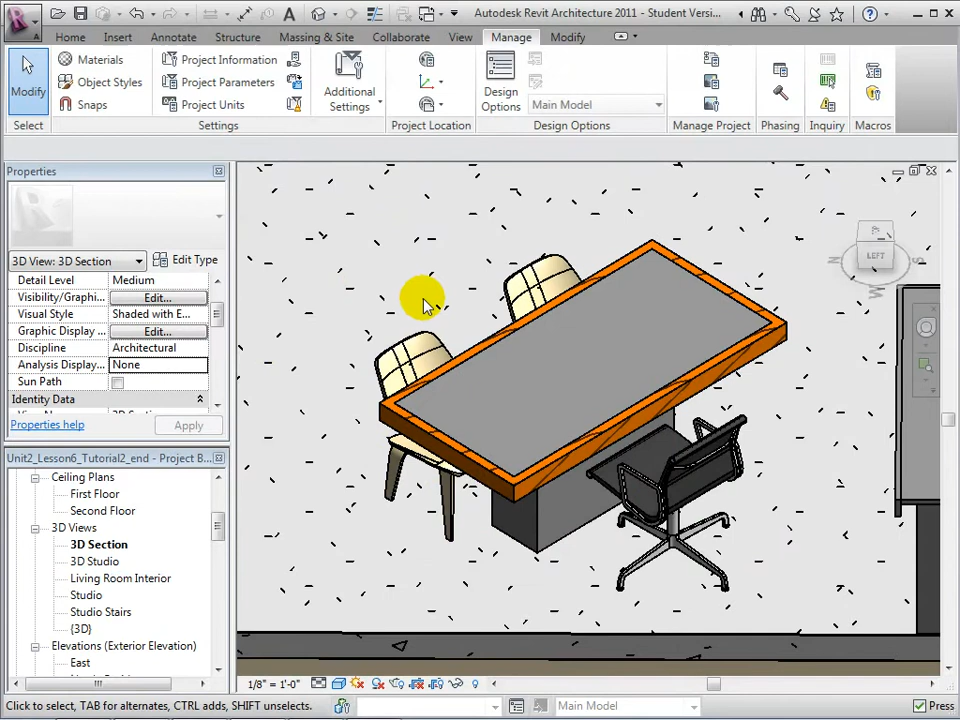 Autodesk Revit Architecture 2011 - Student Versi...
Home Insert Annotate Structure Massing & Site Collaborate View Manage Modify
Modify
Materials
Object Styles
Snaps
Project Information
Project Parameters
Project Units
Additional
Settings
Design
Options
Main Model
Select Settings Project Location Design Options Manage Project Phasing Inquiry Macros
Properties
3D View: 3D Section Edit Type
Detail Level Medium
Visibility/Graphi... Edit...
Visual Style Shaded with E...
Graphic Display ... Edit...
Discipline Architectural
Analysis Display... None
Sun Path
Identity Data
Properties help Apply
Unit2_Lesson6_Tutorial2_end - Project B...
Ceiling Plans
First Floor
Second Floor
3D Views
3D Section
3D Studio
Living Room Interior
Studio
Studio Stairs
{3D}
Elevations (Exterior Elevation)
East
LEFT
N
S
W
1/8" = 1'-0"
Click to select, TAB for alternates, CTRL adds, SHIFT unselects. Main Model Press